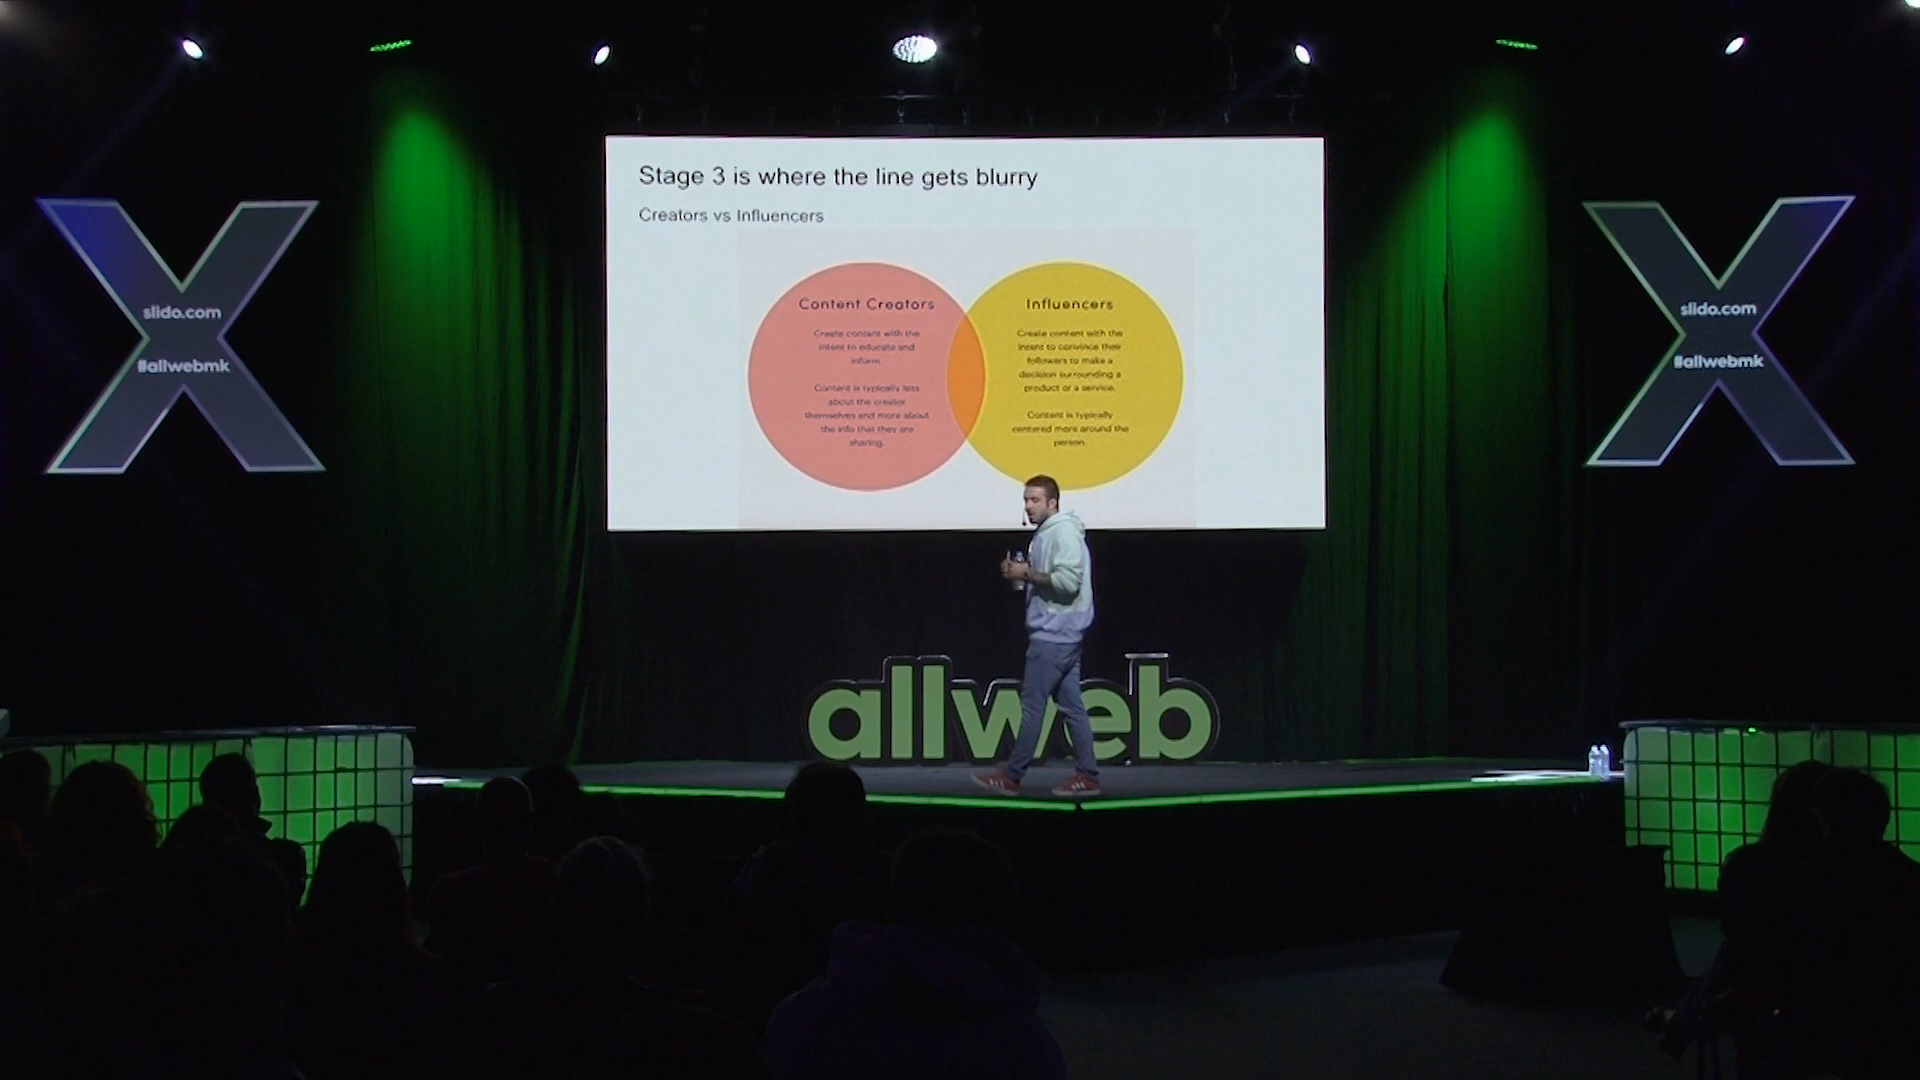 Stage 3 is where the line gets blurry
Creators vs Influencers
Content Creators
Create content with the
intent to educate and
inform.
Content is typically less
about the creator
themselves and more about
the info that they are
sharing.
Influencers
Create content with the
intent to convince their
followers to make a
decision surrounding a
product or a service.
Content is typically
centered more around the
person.
slido.com
#allwebmk
slido.com
#allwebmk
allweb